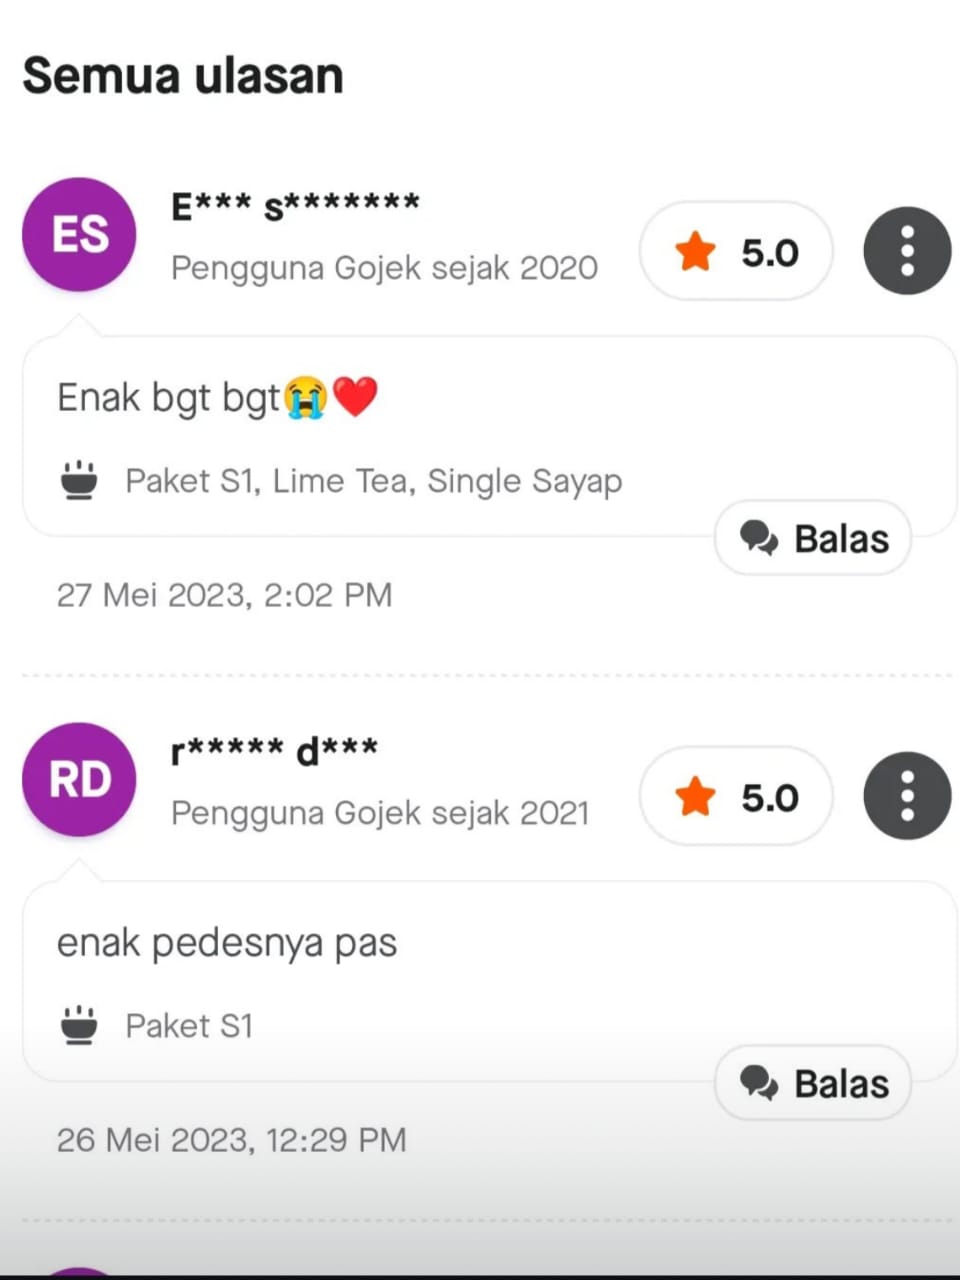 Semua ulasan
ES
E*** s*******
Pengguna Gojek sejak 2020
5.0
Enak bgt bgt😭❤️
Paket S1, Lime Tea, Single Sayap
Balas
27 Mei 2023, 2:02 PM
RD
r***** d***
Pengguna Gojek sejak 2021
5.0
enak pedesnya pas
Paket S1
Balas
26 Mei 2023, 12:29 PM